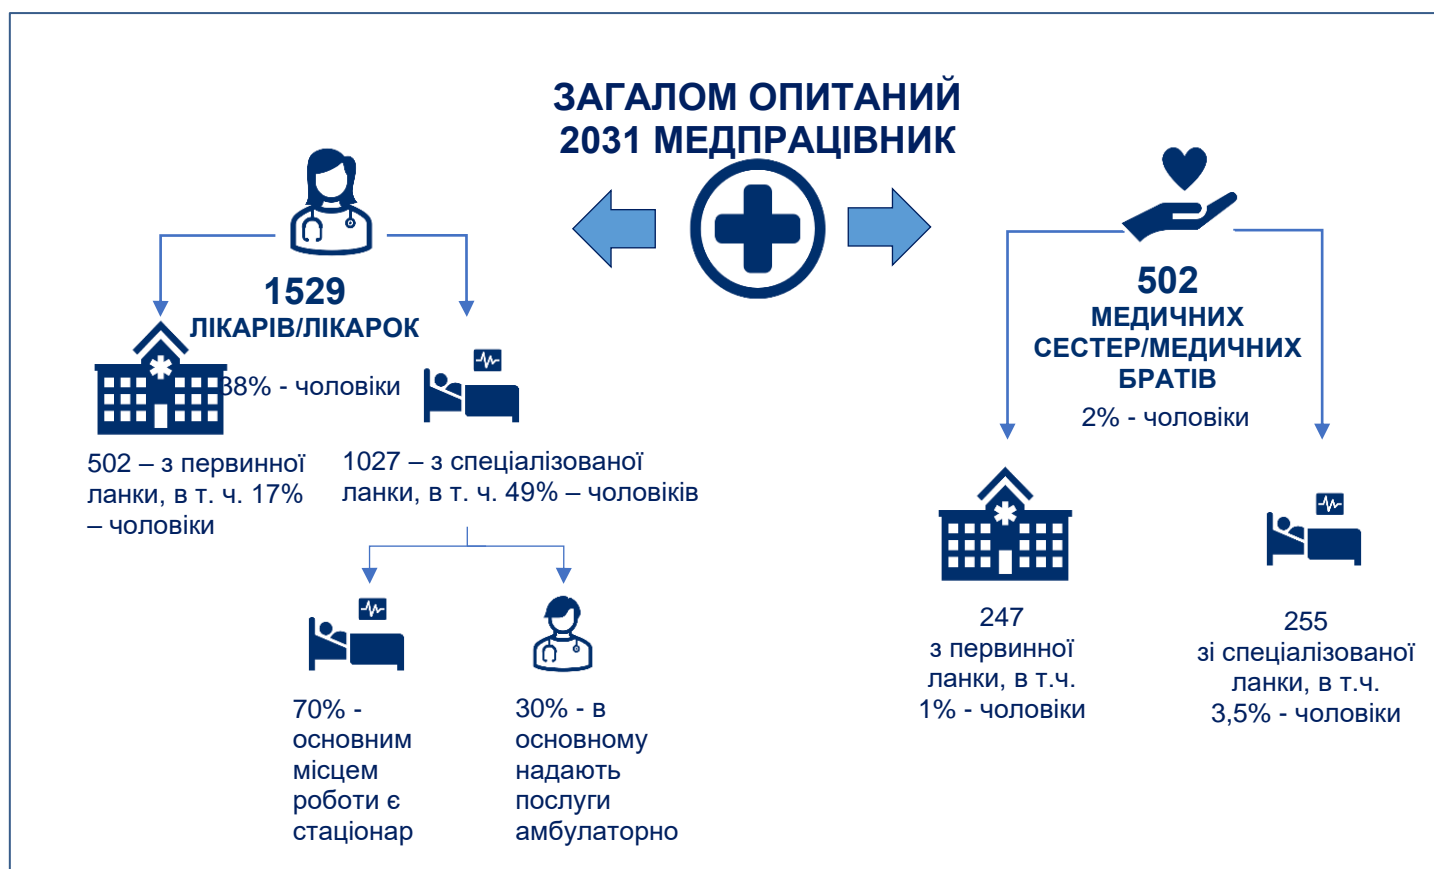 ЗАГАЛОМ ОПИТАНИЙ
2031 МЕДПРАЦІВНИК
1529
ЛІКАРІВ/ЛІКАРОК
38% - чоловіки
502 – з первинної
ланки, в т. ч. 17%
– чоловіки
1027 – з спеціалізованої
ланки, в т. ч. 49% – чоловіків
70% -
основним
місцем
роботи є
стаціонар
30% - в
основному
надають
послуги
амбулаторно
502
МЕДИЧНИХ
СЕСТЕР/МЕДИЧНИХ
БРАТІВ
2% - чоловіки
247
з первинної
ланки, в т.ч.
1% - чоловіки
255
зі спеціалізованої
ланки, в т.ч.
3,5% - чоловіки